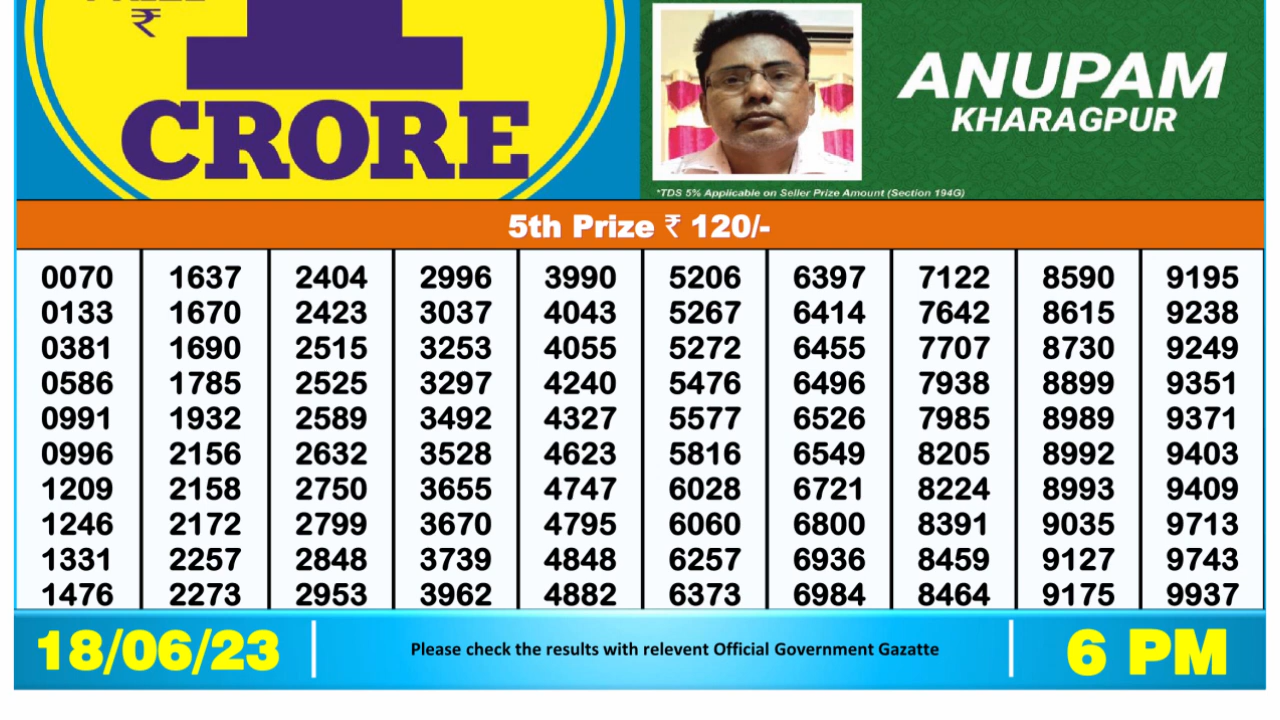 ₹
1
CRORE
ANUPAM
KHARAGPUR
*TDS 5% Applicable on Seller Prize Amount (Section 194G)
5th Prize ₹ 120/-
0070 1637 2404 2996 3990 5206 6397 7122 8590 9195
0133 1670 2423 3037 4043 5267 6414 7642 8615 9238
0381 1690 2515 3253 4055 5272 6455 7707 8730 9249
0586 1785 2525 3297 4240 5476 6496 7938 8899 9351
0991 1932 2589 3492 4327 5577 6526 7985 8989 9371
0996 2156 2632 3528 4623 5816 6549 8205 8992 9403
1209 2158 2750 3655 4747 6028 6721 8224 8993 9409
1246 2172 2799 3670 4795 6060 6800 8391 9035 9713
1331 2257 2848 3739 4848 6257 6936 8459 9127 9743
1476 2273 2953 3962 4882 6373 6984 8464 9175 9937
18/06/23
Please check the results with relevent Official Government Gazatte
6 PM